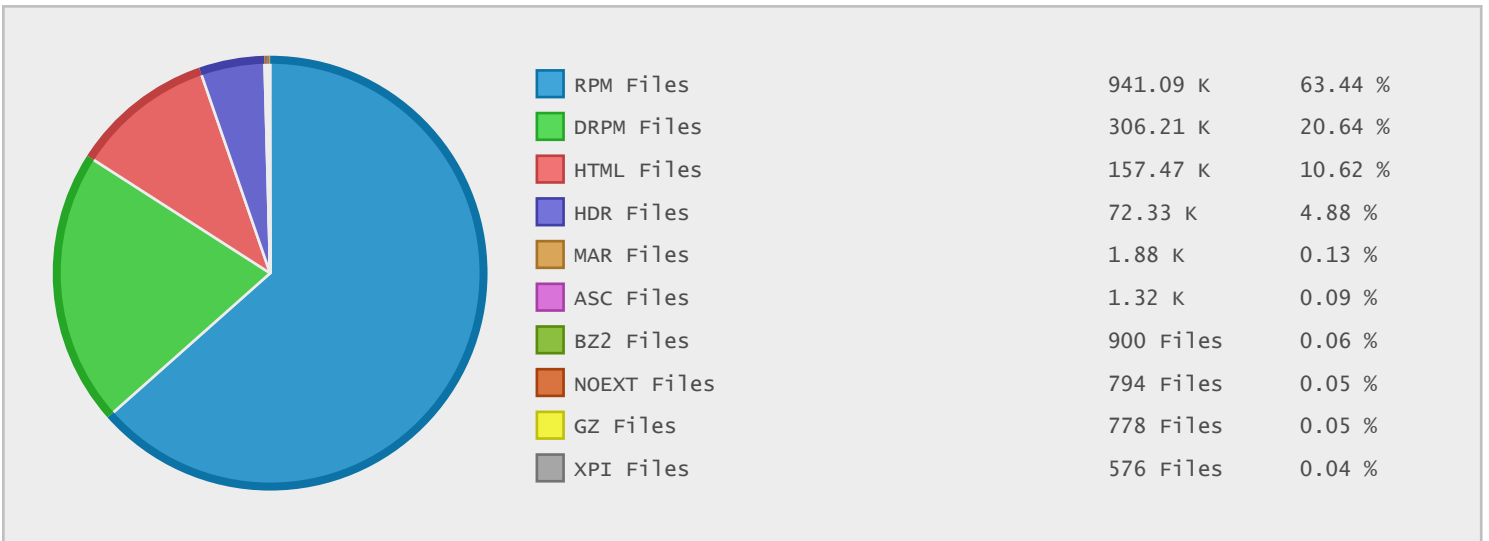 RPM Files 941.09 K 63.44 %
DRPM Files 306.21 K 20.64 %
HTML Files 157.47 K 10.62 %
HDR Files 72.33 K 4.88 %
MAR Files 1.88 K 0.13 %
ASC Files 1.32 K 0.09 %
BZ2 Files 900 Files 0.06 %
NOEXT Files 794 Files 0.05 %
GZ Files 778 Files 0.05 %
XPI Files 576 Files 0.04 %